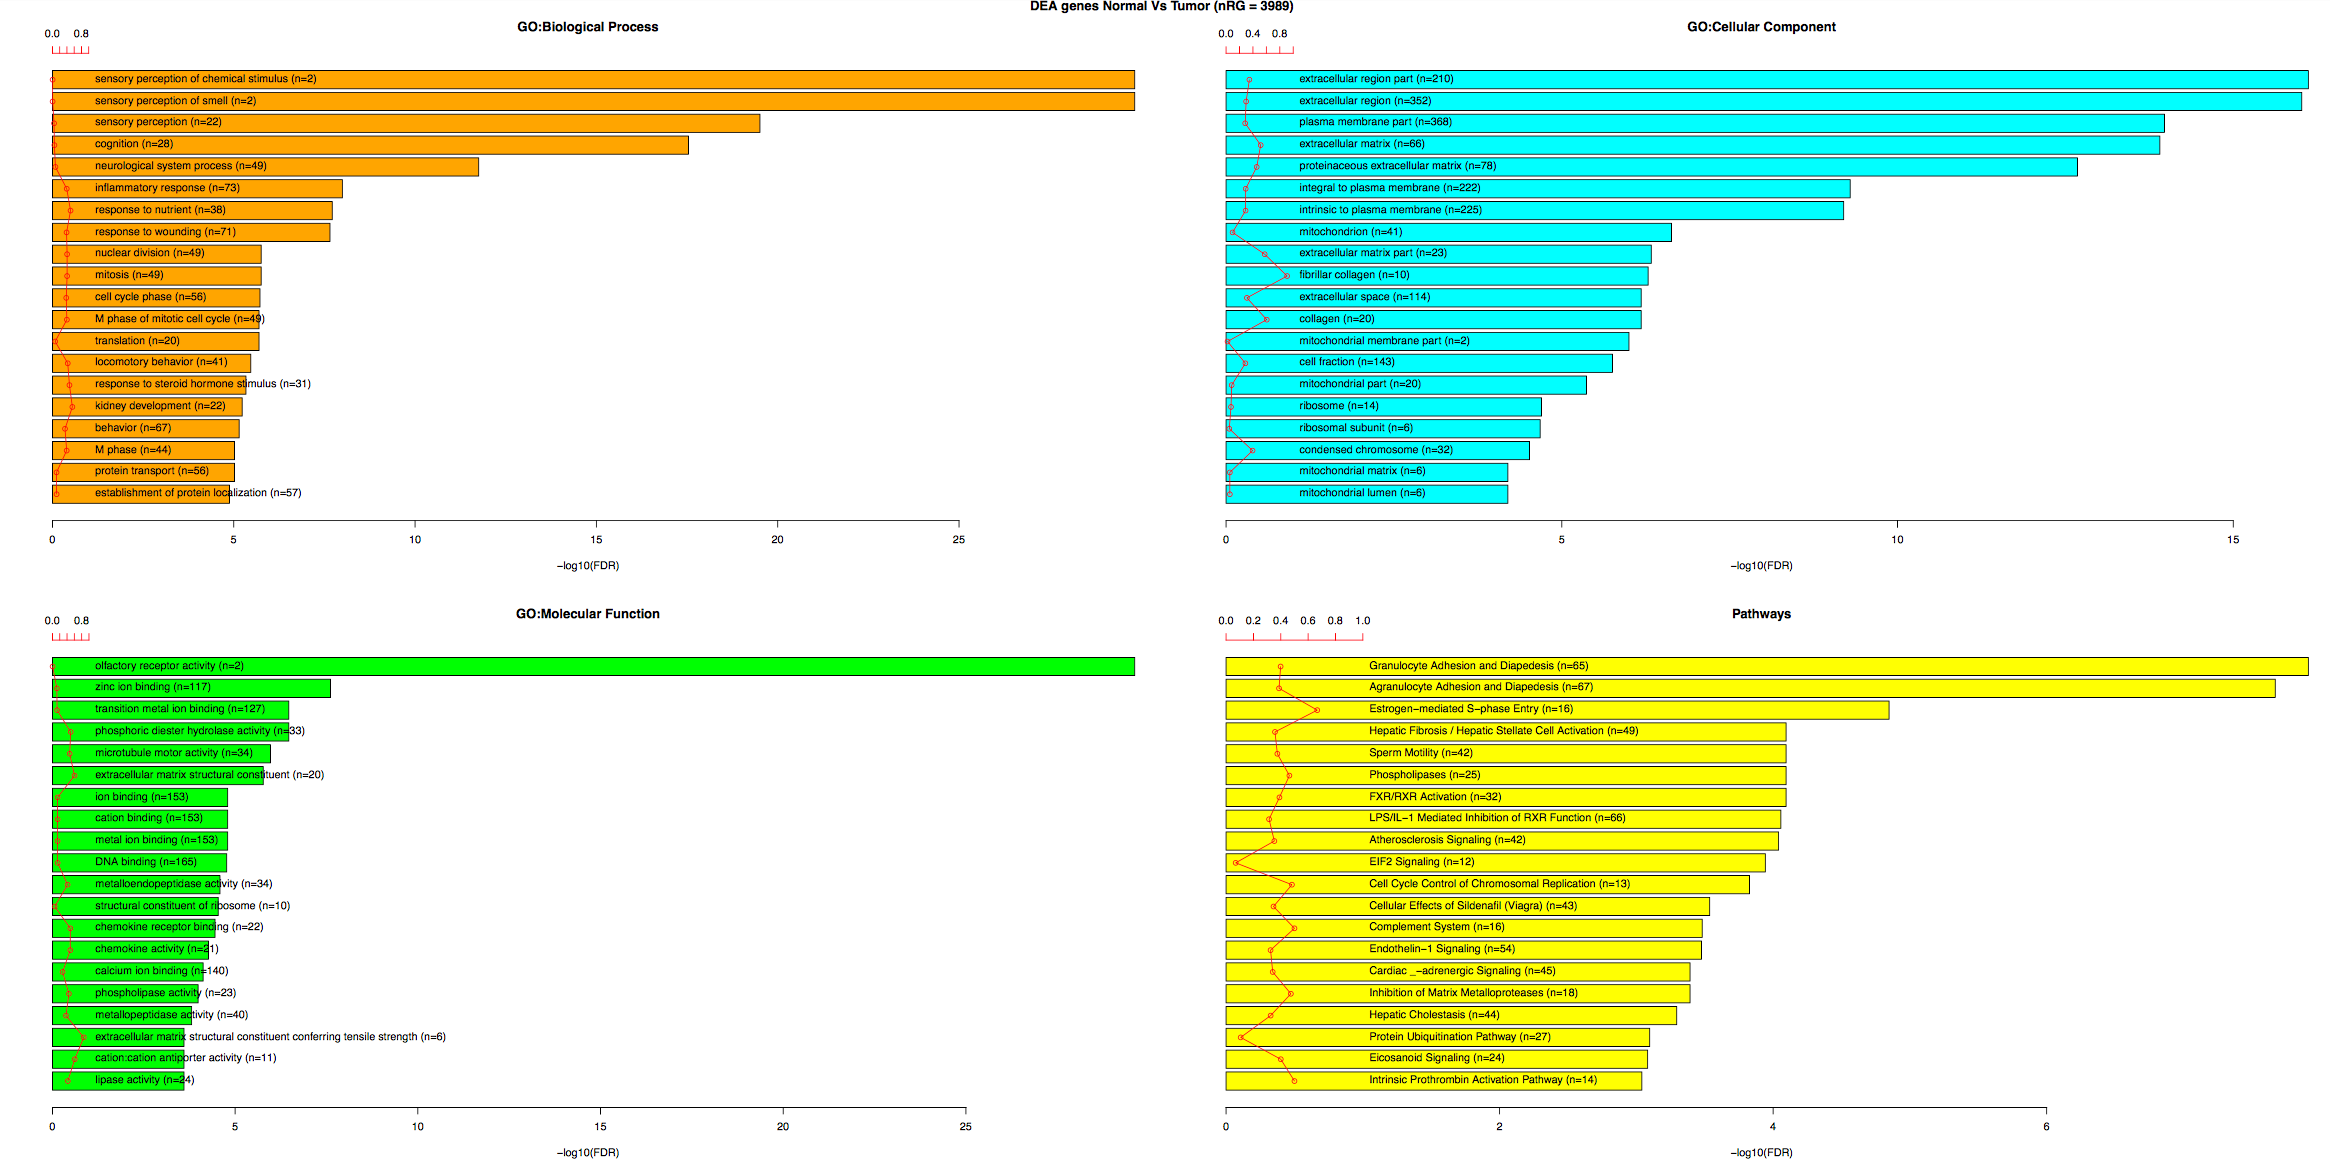 DEA genes Normal Vs Tumor (nRG = 3989)
GO:Biological Process
0.0 0.8
sensory perception of chemical stimulus (n=2)
sensory perception of smell (n=2)
sensory perception (n=22)
cognition (n=28)
neurological system process (n=49)
inflammatory response (n=73)
response to nutrient (n=38)
response to wounding (n=71)
nuclear division (n=49)
mitosis (n=49)
cell cycle phase (n=56)
M phase of mitotic cell cycle (n=49)
translation (n=20)
locomotory behavior (n=41)
response to steroid hormone stimulus (n=31)
kidney development (n=22)
behavior (n=67)
M phase (n=44)
protein transport (n=56)
establishment of protein localization (n=57)
0 5 10 15 20 25
−log10(FDR)
GO:Cellular Component
0.0 0.4 0.8
extracellular region part (n=210)
extracellular region (n=352)
plasma membrane part (n=368)
extracellular matrix (n=66)
proteinaceous extracellular matrix (n=78)
integral to plasma membrane (n=222)
intrinsic to plasma membrane (n=225)
mitochondrion (n=41)
extracellular matrix part (n=23)
fibrillar collagen (n=10)
extracellular space (n=114)
collagen (n=20)
mitochondrial membrane part (n=2)
cell fraction (n=143)
mitochondrial part (n=20)
ribosome (n=14)
ribosomal subunit (n=6)
condensed chromosome (n=32)
mitochondrial matrix (n=6)
mitochondrial lumen (n=6)
0 5 10 15
−log10(FDR)
GO:Molecular Function
0.0 0.8
olfactory receptor activity (n=2)
zinc ion binding (n=117)
transition metal ion binding (n=127)
phosphoric diester hydrolase activity (n=33)
microtubule motor activity (n=34)
extracellular matrix structural constituent (n=20)
ion binding (n=153)
cation binding (n=153)
metal ion binding (n=153)
DNA binding (n=165)
metalloendopeptidase activity (n=34)
structural constituent of ribosome (n=10)
chemokine receptor binding (n=22)
chemokine activity (n=21)
calcium ion binding (n=140)
phospholipase activity (n=23)
metallopeptidase activity (n=40)
extracellular matrix structural constituent conferring tensile strength (n=6)
cation:cation antiporter activity (n=11)
lipase activity (n=24)
0 5 10 15 20 25
−log10(FDR)
Pathways
0.0 0.2 0.4 0.6 0.8 1.0
Granulocyte Adhesion and Diapedesis (n=65)
Agranulocyte Adhesion and Diapedesis (n=67)
Estrogen−mediated S−phase Entry (n=16)
Hepatic Fibrosis / Hepatic Stellate Cell Activation (n=49)
Sperm Motility (n=42)
Phospholipases (n=25)
FXR/RXR Activation (n=32)
LPS/IL−1 Mediated Inhibition of RXR Function (n=66)
Atherosclerosis Signaling (n=42)
EIF2 Signaling (n=12)
Cell Cycle Control of Chromosomal Replication (n=13)
Cellular Effects of Sildenafil (Viagra) (n=43)
Complement System (n=16)
Endothelin−1 Signaling (n=54)
Cardiac _−adrenergic Signaling (n=45)
Inhibition of Matrix Metalloproteases (n=18)
Hepatic Cholestasis (n=44)
Protein Ubiquitination Pathway (n=27)
Eicosanoid Signaling (n=24)
Intrinsic Prothrombin Activation Pathway (n=14)
0 2 4 6
−log10(FDR)